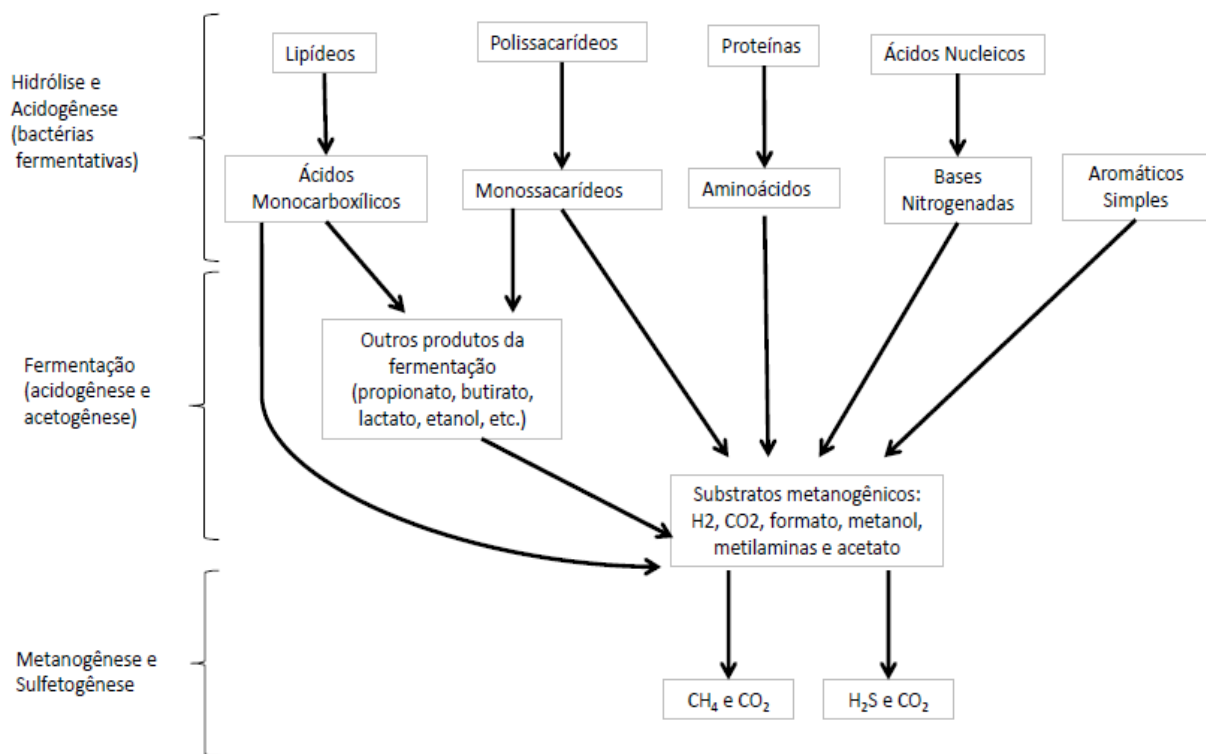 Hidrólise e
Acidogênese
(bactérias
fermentativas)
Lipídeos
Polissacarídeos
Proteínas
Ácidos Nucleicos
Ácidos
Monocarboxílicos
Monossacarídeos
Aminoácidos
Bases
Nitrogenadas
Aromáticos
Simples
Fermentação
(acidogênese e
acetogênese)
Outros produtos da
fermentação
(propionato, butirato,
lactato, etanol, etc.)
Substratos metanogênicos:
H2, CO2, formato, metanol,
metilaminas e acetato
Metanogênese e
Sulfetogênese
CH₄ e CO₂
H₂S e CO₂